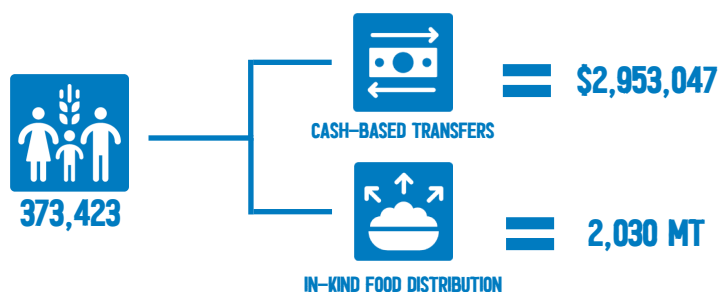 $2,953,047
CASH-BASED TRANSFERS
373,423
2,030 MT
IN-KIND FOOD DISTRIBUTION